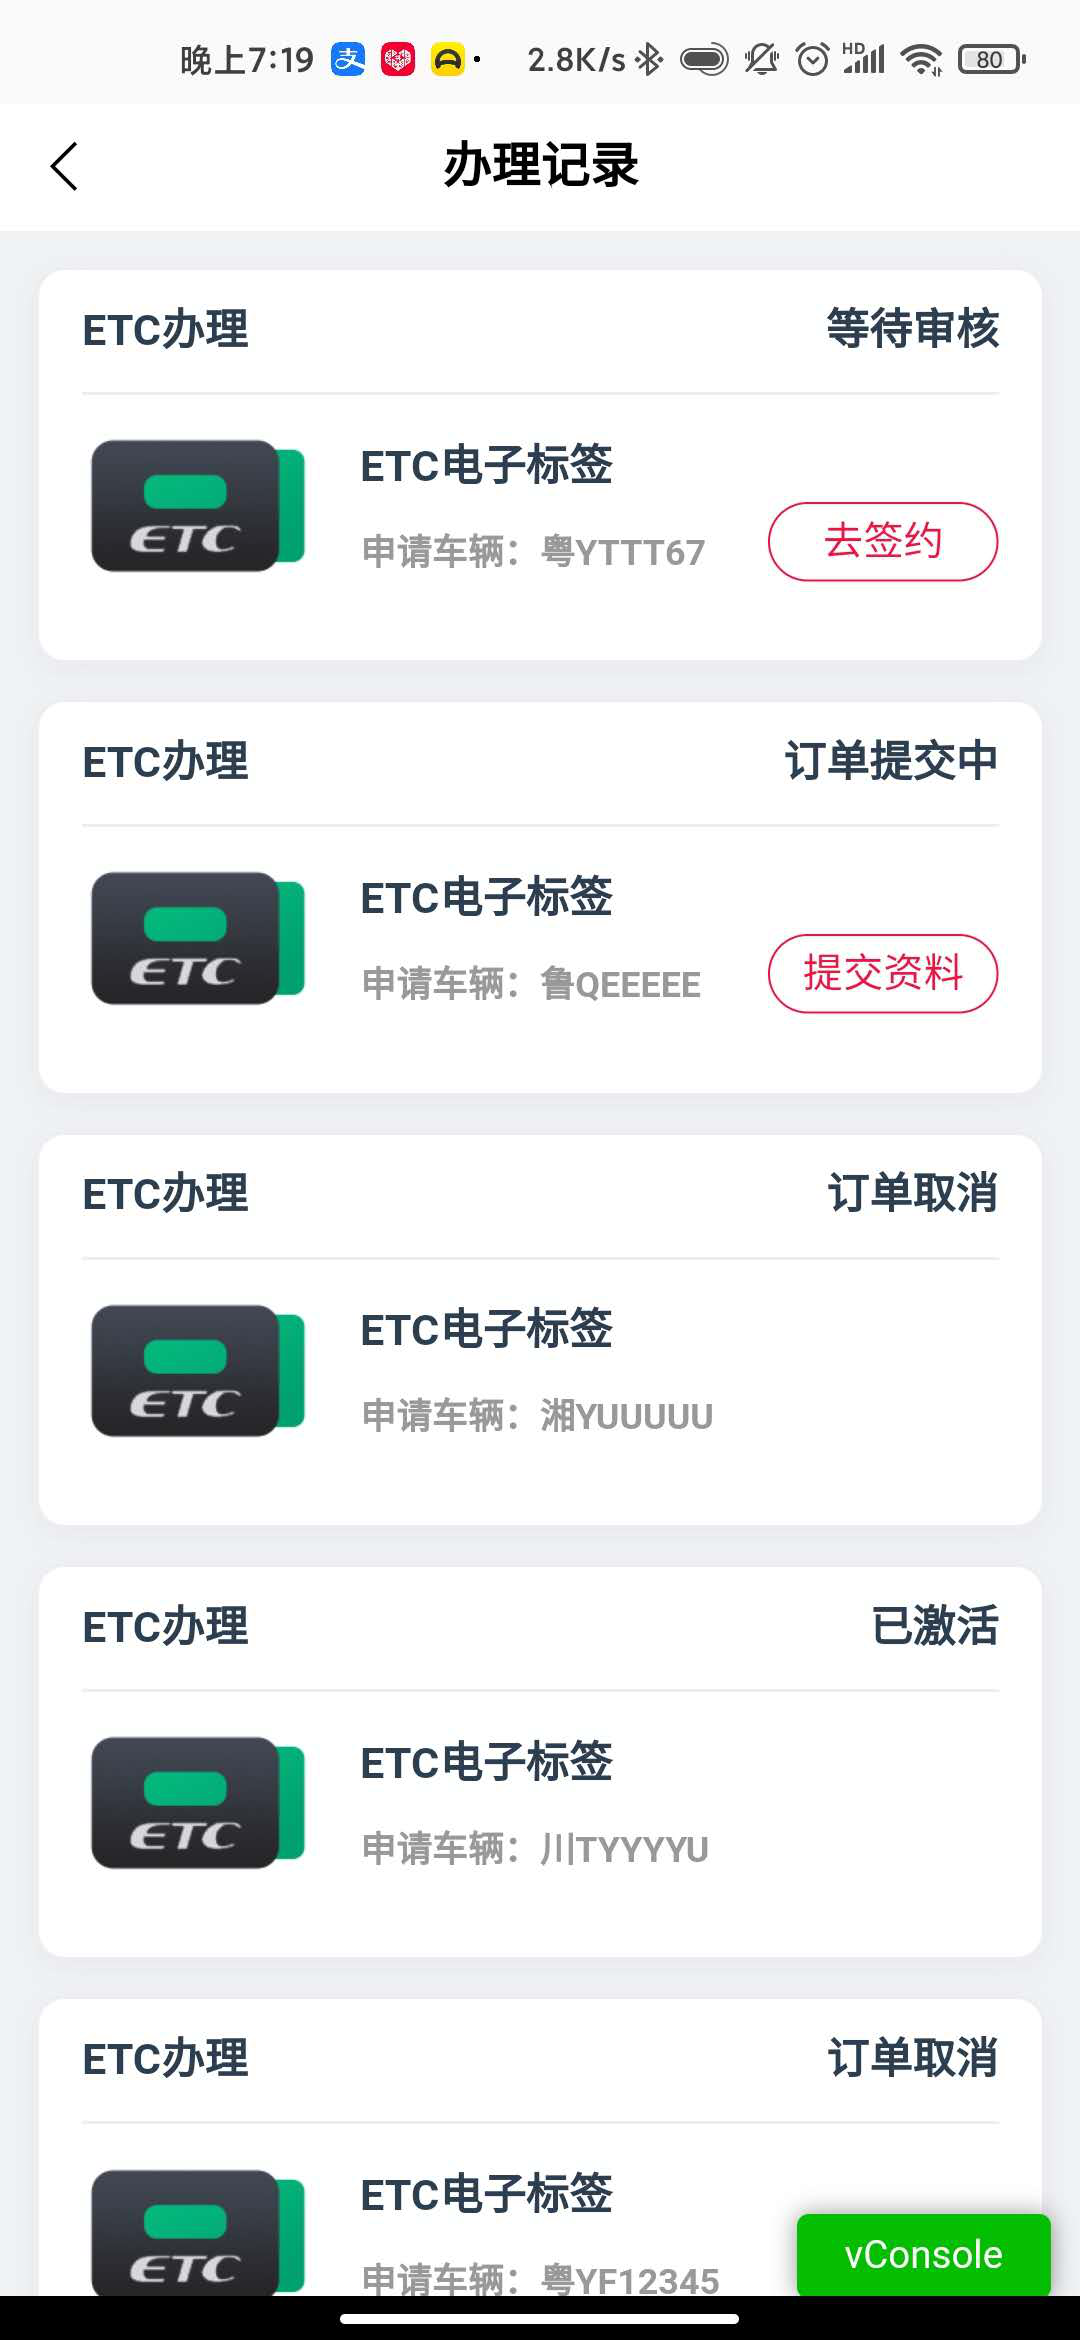 晚上7:19
2.8K/s
HD
80
办理记录
ETC办理
等待审核
ETC
ETC电子标签
申请车辆：粤YTTT67
去签约
ETC办理
订单提交中
ETC
ETC电子标签
申请车辆：鲁QEEEEE
提交资料
ETC办理
订单取消
ETC
ETC电子标签
申请车辆：湘YUUUUU
ETC办理
已激活
ETC
ETC电子标签
申请车辆：川TYYYYU
ETC办理
订单取消
ETC
ETC电子标签
申请车辆：粤YF12345
vConsole